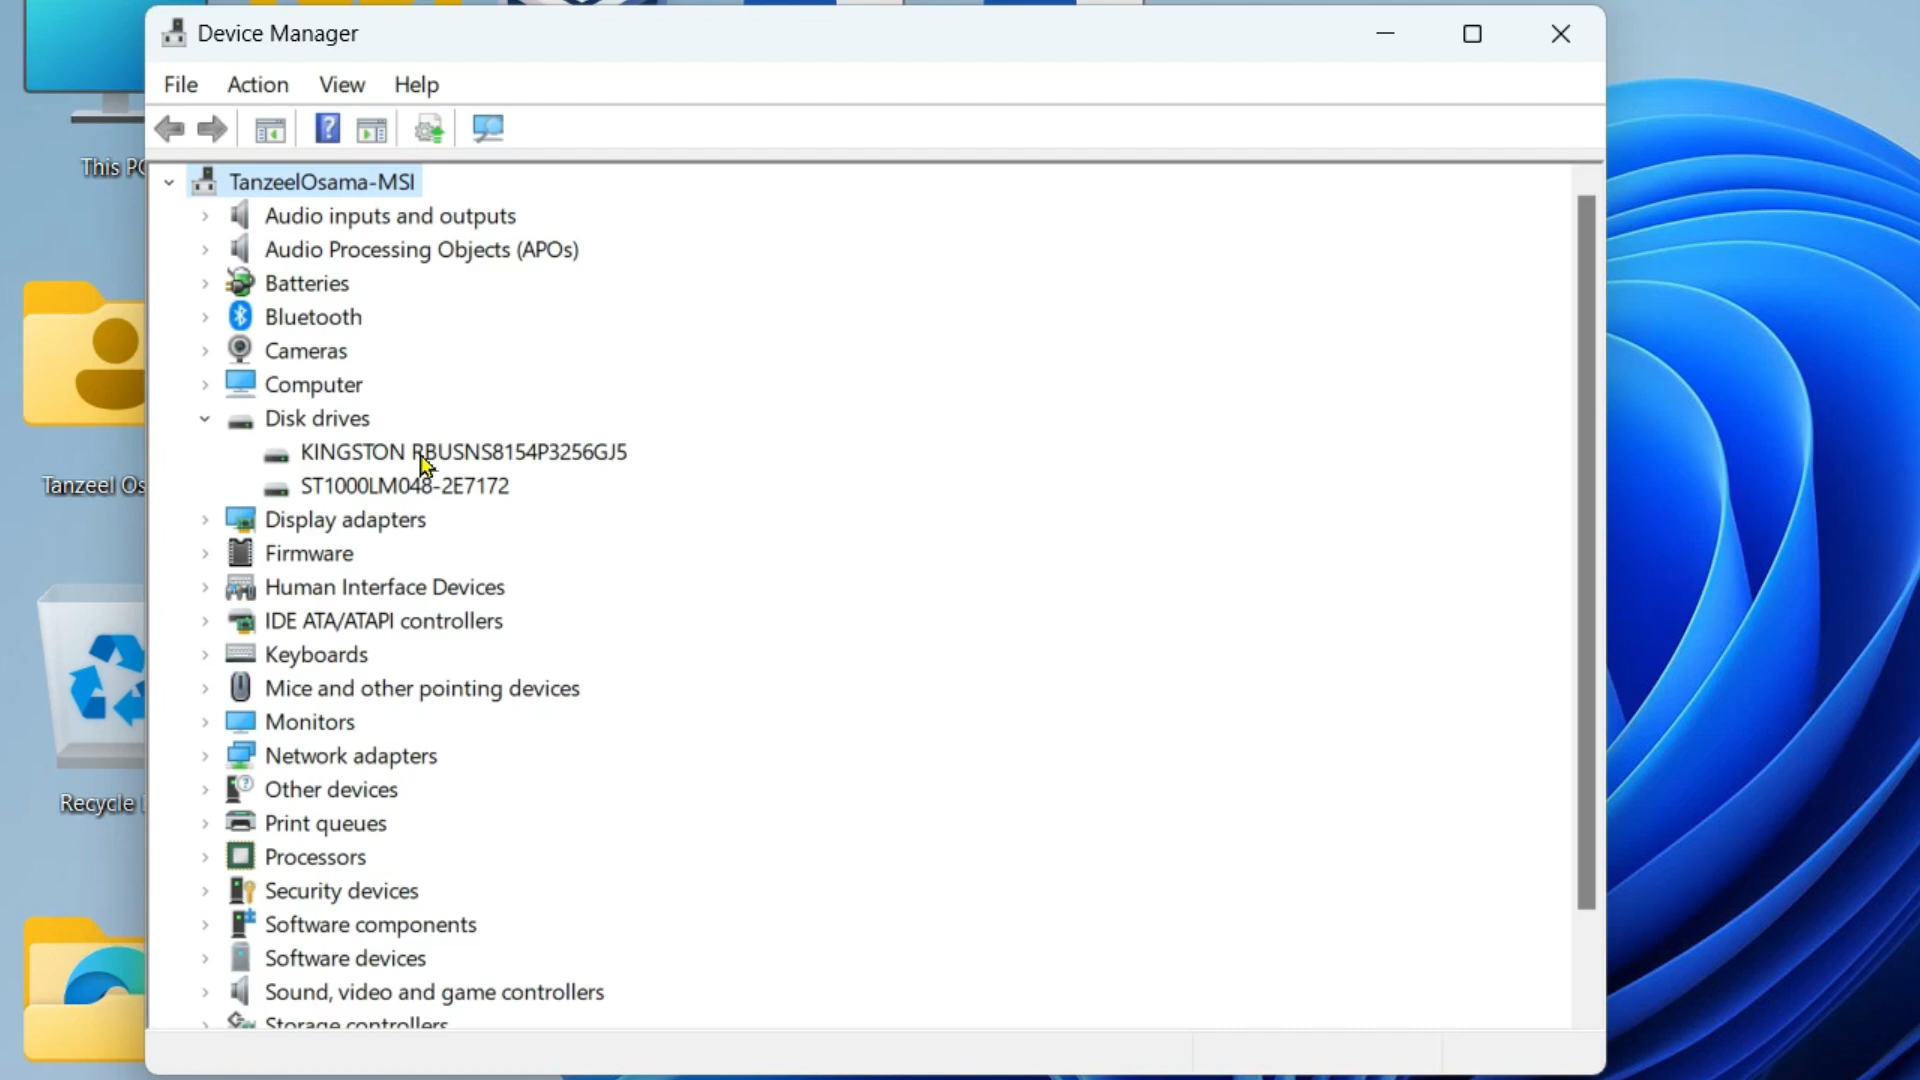 Device Manager
File Action View Help
This PC
TanzeelOsama-MSI
Audio inputs and outputs
Audio Processing Objects (APOs)
Batteries
Bluetooth
Cameras
Computer
Disk drives
KINGSTON RBUSNS8154P3256GJ5
ST1000LM048-2E7172
Tanzeel Os
Display adapters
Firmware
Human Interface Devices
IDE ATA/ATAPI controllers
Keyboards
Mice and other pointing devices
Monitors
Network adapters
Other devices
Recycle
Print queues
Processors
Security devices
Software components
Software devices
Sound, video and game controllers
Storage controllers